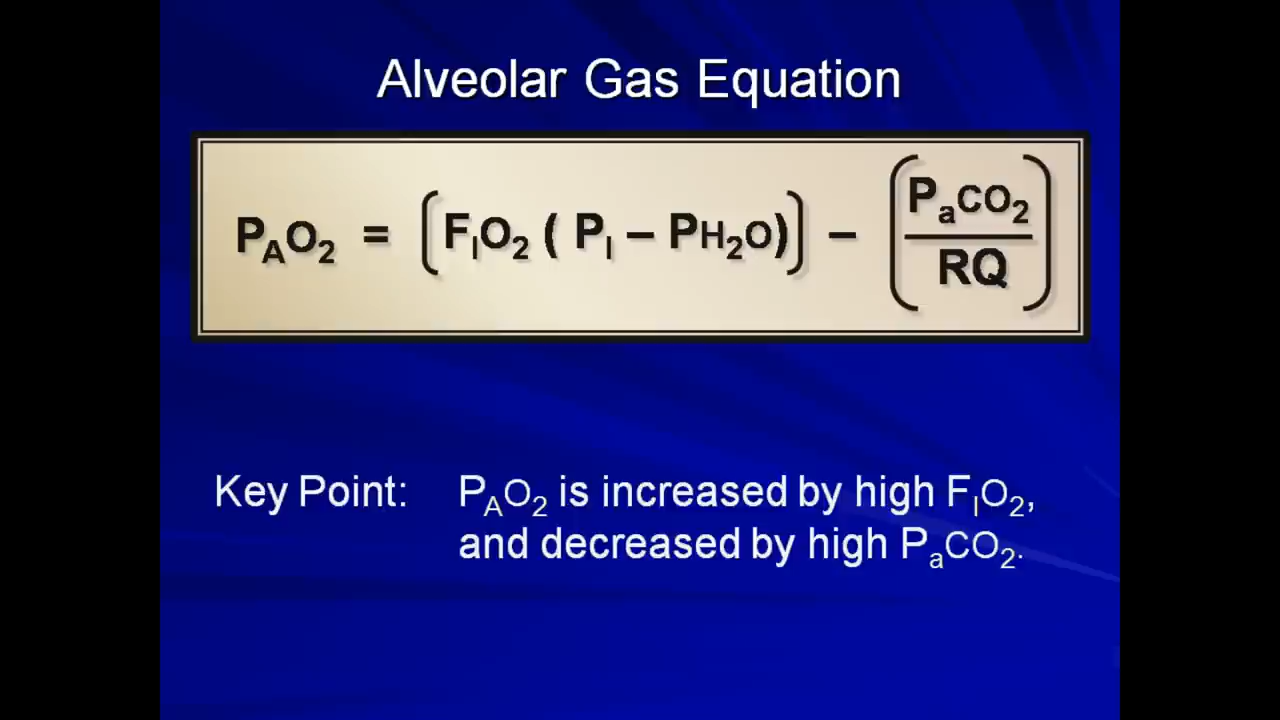 Alveolar Gas Equation
PAO2 = (FIO2 ( PI – PH2O)) – (PaCO2 / RQ)
Key Point: PAO2 is increased by high FIO2,
and decreased by high PaCO2.